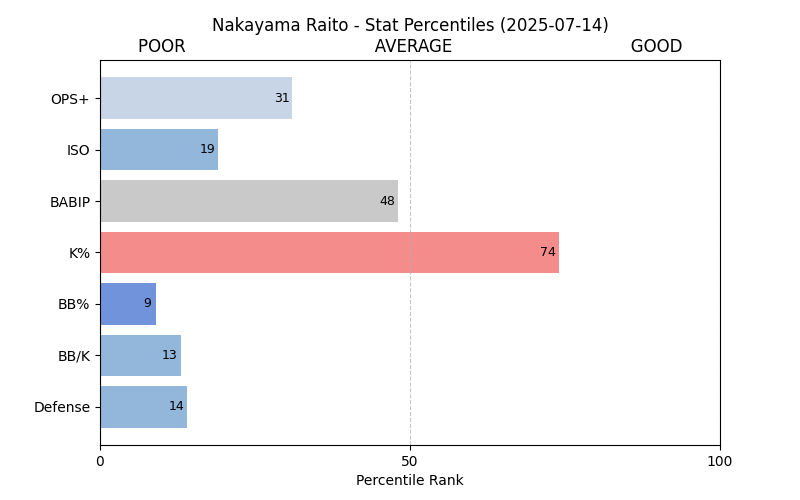 Nakayama Raito - Stat Percentiles (2025-07-14)
POOR AVERAGE GOOD
OPS+ 31
ISO 19
BABIP 48
K% 74
BB% 9
BB/K 13
Defense 14
0 50 100
Percentile Rank